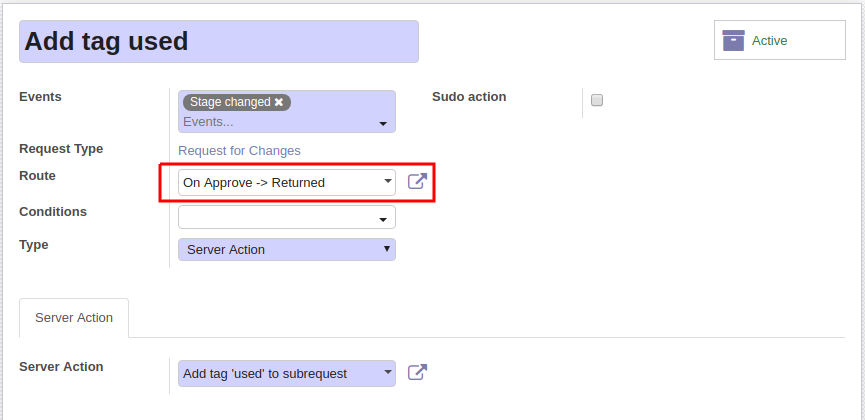 Add tag used
Active
Events
Stage changed ✖
Events...
Sudo action
Request Type
Request for Changes
Route
On Approve -> Returned
Conditions
Type
Server Action
Server Action
Server Action
Add tag 'used' to subrequest